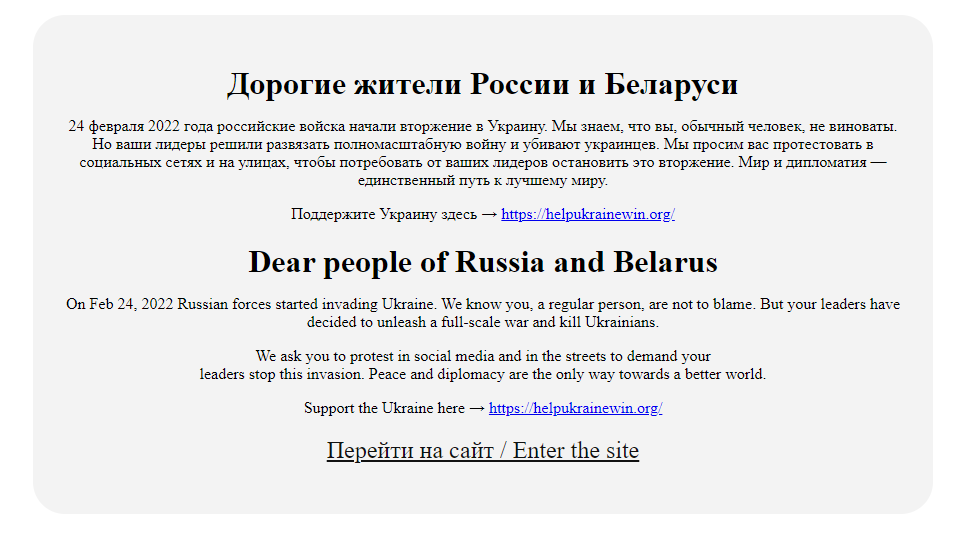 Дорогие жители России и Беларуси
24 февраля 2022 года российские войска начали вторжение в Украину. Мы знаем, что вы, обычный человек, не виноваты.
Но ваши лидеры решили развязать полномасштабную войну и убивают украинцев. Мы просим вас протестовать в
социальных сетях и на улицах, чтобы потребовать от ваших лидеров остановить это вторжение. Мир и дипломатия —
единственный путь к лучшему миру.
Поддержите Украину здесь → https://helpukrainewin.org/
Dear people of Russia and Belarus
On Feb 24, 2022 Russian forces started invading Ukraine. We know you, a regular person, are not to blame. But your leaders have
decided to unleash a full-scale war and kill Ukrainians.
We ask you to protest in social media and in the streets to demand your
leaders stop this invasion. Peace and diplomacy are the only way towards a better world.
Support the Ukraine here → https://helpukrainewin.org/
Перейти на сайт / Enter the site